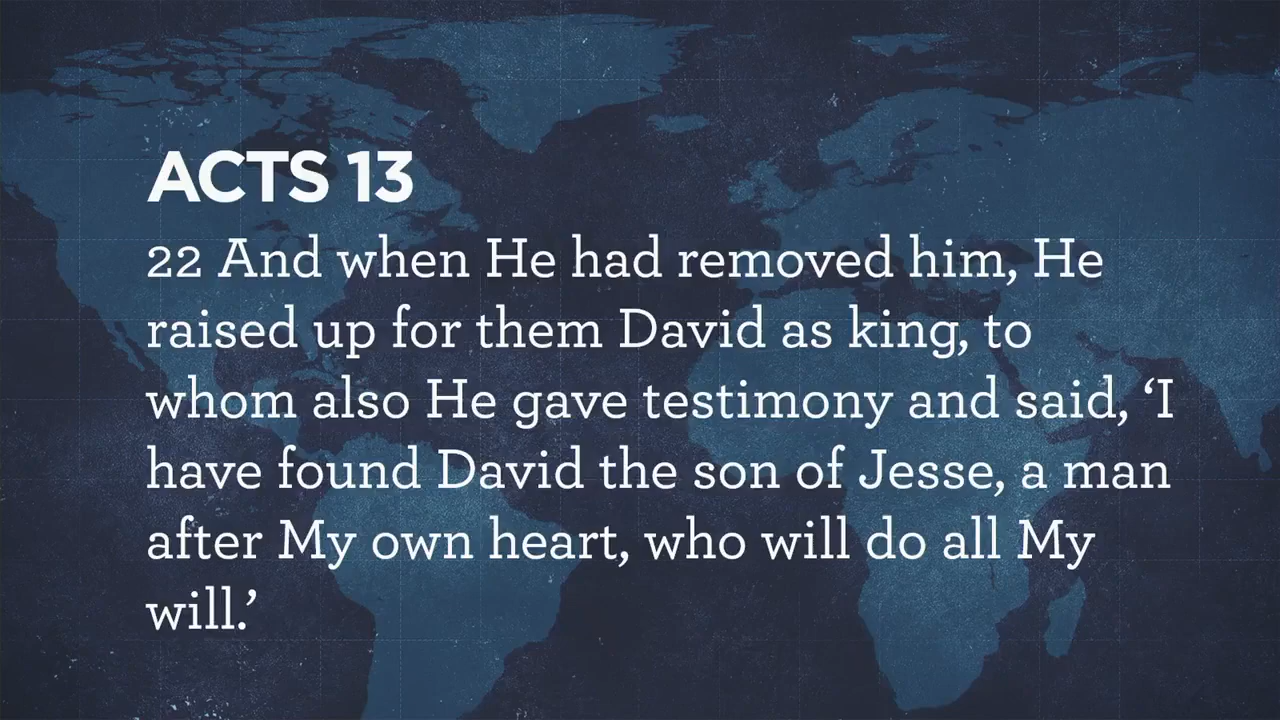 ACTS 13
22 And when He had removed him, He
raised up for them David as king, to
whom also He gave testimony and said, ‘I
have found David the son of Jesse, a man
after My own heart, who will do all My
will.’